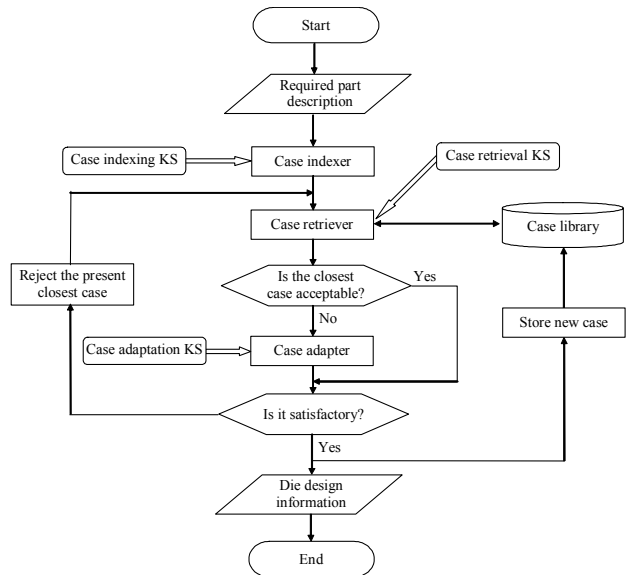 Start
Required part
description
Case indexing KS
Case indexer
Case retrieval KS
Case retriever
Case library
Reject the present
closest case
Is the closest
case acceptable?
Yes
No
Store new case
Case adaptation KS
Case adapter
Is it satisfactory?
Yes
Die design
information
End